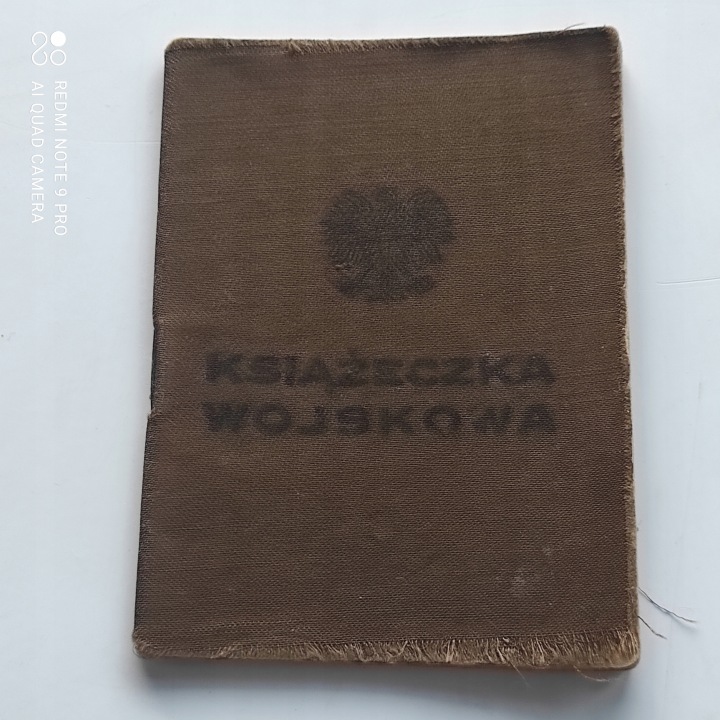 KSIĄŻECZKA
WOJSKOWA
REDMI NOTE 9 PRO
AI QUAD CAMERA